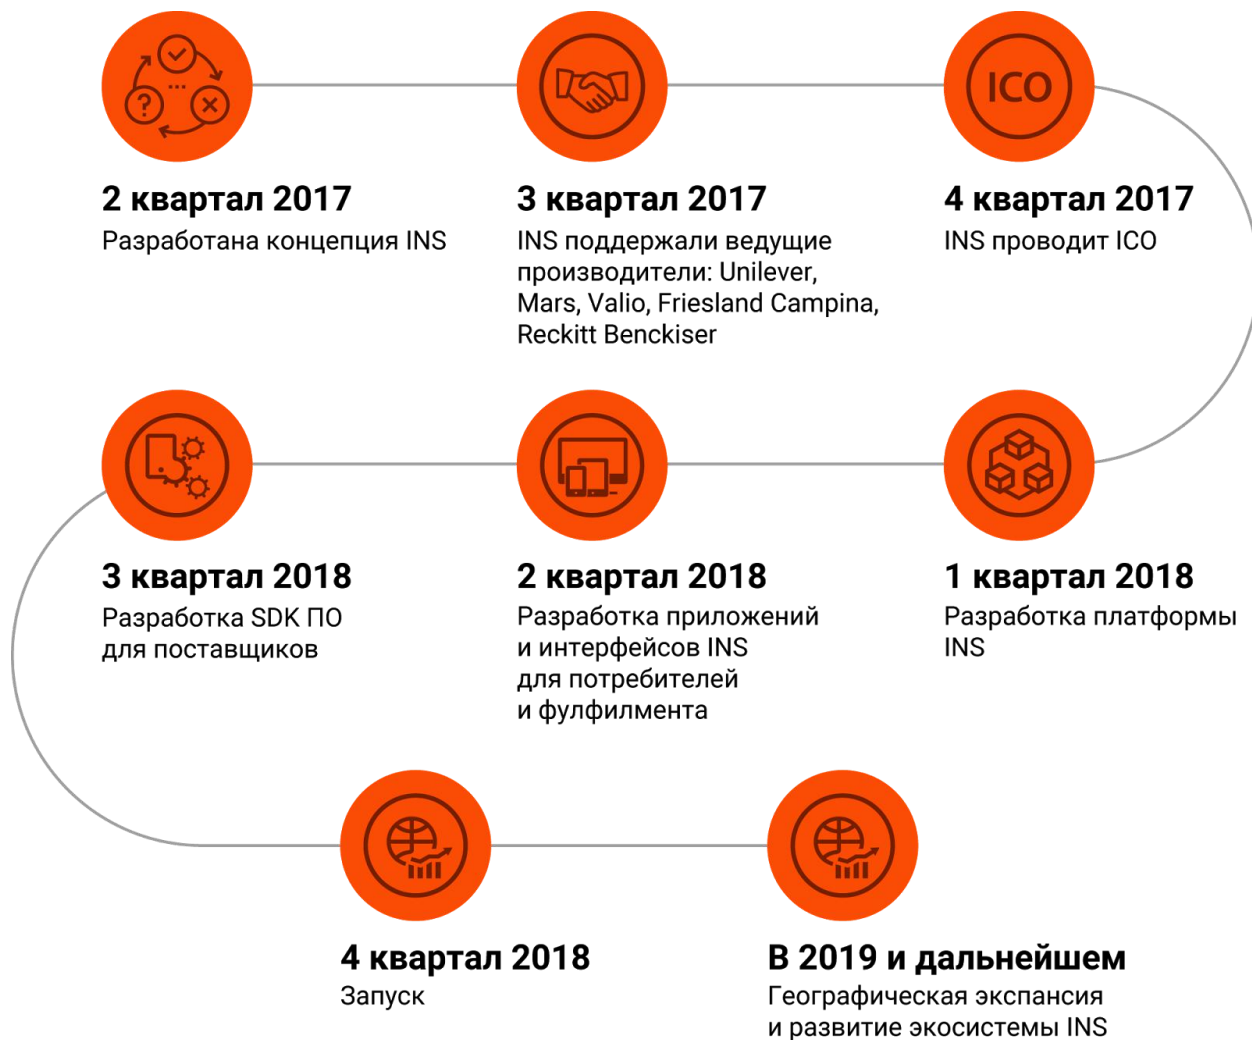 ICO
2 квартал 2017
Разработана концепция INS
3 квартал 2017
INS поддержали ведущие
производители: Unilever,
Mars, Valio, Friesland Campina,
Reckitt Benckiser
4 квартал 2017
INS проводит ICO
1 квартал 2018
Разработка платформы
INS
2 квартал 2018
Разработка приложений
и интерфейсов INS
для потребителей
и фулфилмента
3 квартал 2018
Разработка SDK ПО
для поставщиков
4 квартал 2018
Запуск
В 2019 и дальнейшем
Географическая экспансия
и развитие экосистемы INS